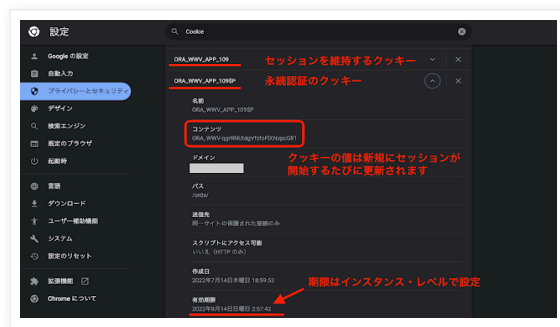 設定
Cookie
Google の設定
自動入力
プライバシーとセキュリティ
デザイン
検索エンジン
既定のブラウザ
起動時
言語
ダウンロード
ユーザー補助機能
システム
設定のリセット
拡張機能
Chrome について
ORA_WWV_APP_109
セッションを維持するクッキー
ORA_WWV_APP_109$P
永続認証のクッキー
名前
ORA_WWV_APP_109$P
コンテンツ
ドメイン
クッキーの値は新規にセッションが
開始するたびに更新されます
パス
/ords/
送信先
同一サイトの保護された接続のみ
スクリプトにアクセス可能
いいえ（HTTP のみ）
作成日
2022年7月14日木曜日 18:59:53
期限はインスタンス・レベルで設定
有効期限
2022年8月14日日曜日 2:57:42